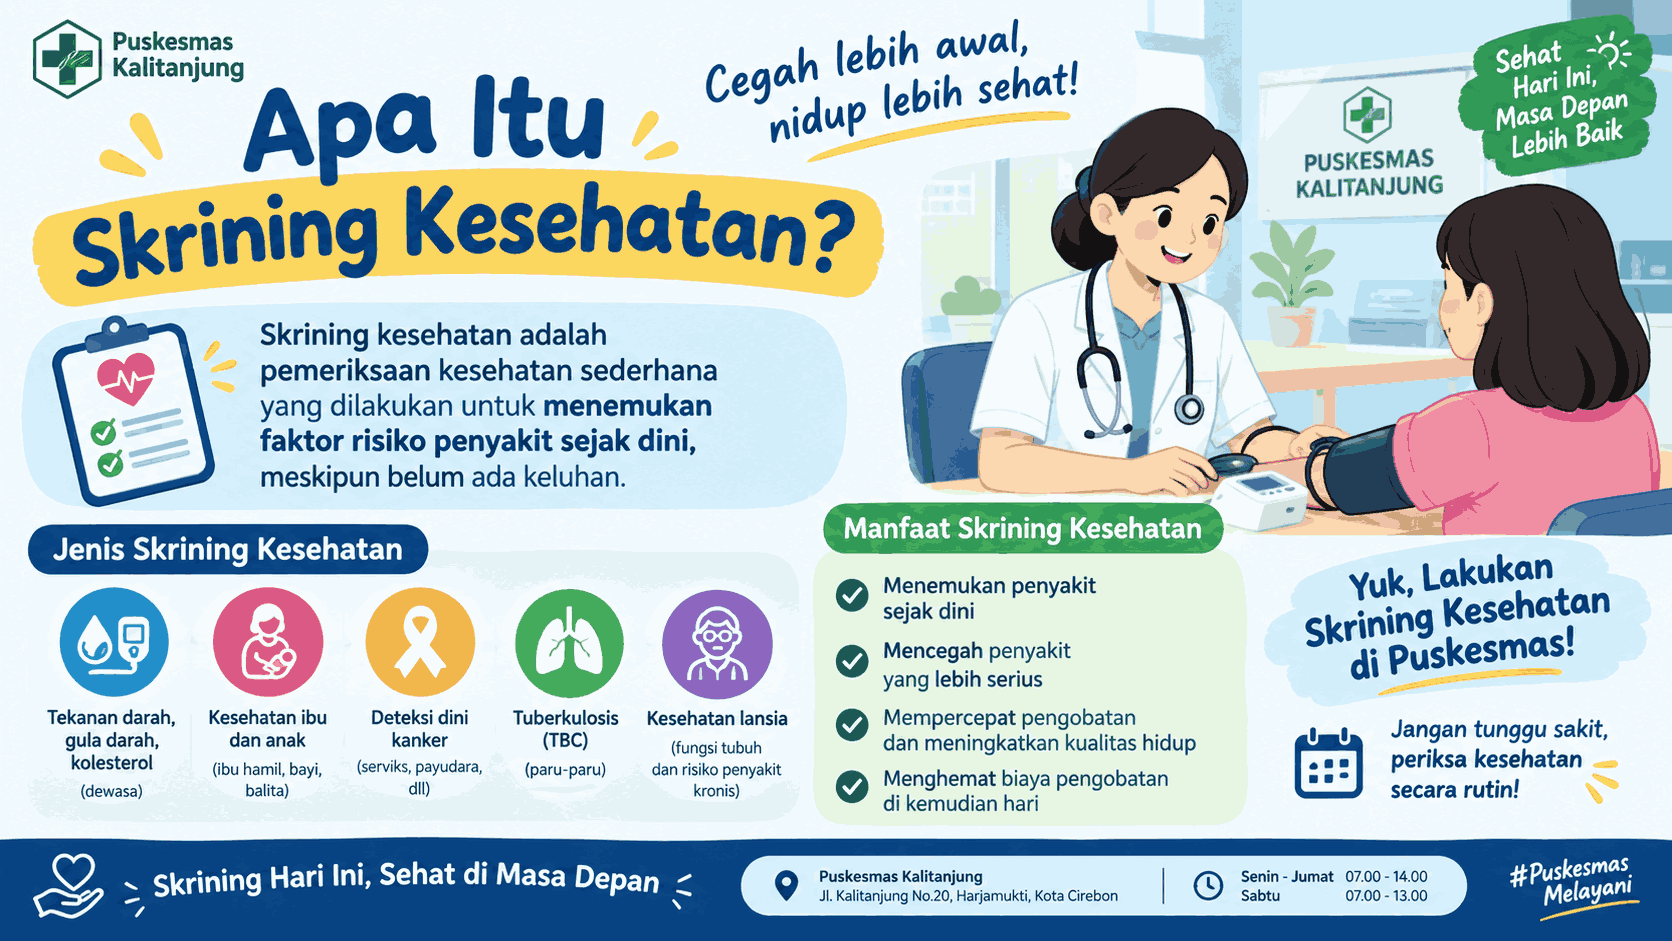 Puskesmas
Kalitanjung
Apa Itu
Skrining Kesehatan?
Cegah lebih awal,
nidup lebih sehat!
Sehat
Hari Ini,
Masa Depan
Lebih Baik
PUSKESMAS
KALITANJUNG
Skrining kesehatan adalah
pemeriksaan kesehatan sederhana
yang dilakukan untuk menemukan
faktor risiko penyakit sejak dini,
meskipun belum ada keluhan.
Jenis Skrining Kesehatan
Tekanan darah,
gula darah,
kolesterol
(dewasa)
Kesehatan ibu
dan anak
(ibu hamil, bayi,
balita)
Deteksi dini
kanker
(serviks, payudara,
dll)
Tuberkulosis
(TBC)
(paru-paru)
Kesehatan lansia
(fungsi tubuh
dan risiko penyakit
kronis)
Manfaat Skrining Kesehatan
Menemukan penyakit
sejak dini
Mencegah penyakit
yang lebih serius
Mempercepat pengobatan
dan meningkatkan kualitas hidup
Menghemat biaya pengobatan
di kemudian hari
Yuk, Lakukan
Skrining Kesehatan
di Puskesmas!
Jangan tunggu sakit,
periksa kesehatan
secara rutin!
Skrining Hari Ini, Sehat di Masa Depan
Puskesmas Kalitanjung
Jl. Kalitanjung No.20, Harjamukti, Kota Cirebon
Senin - Jumat 07.00 - 14.00
Sabtu 07.00 - 13.00
#Puskesmas
Melayani